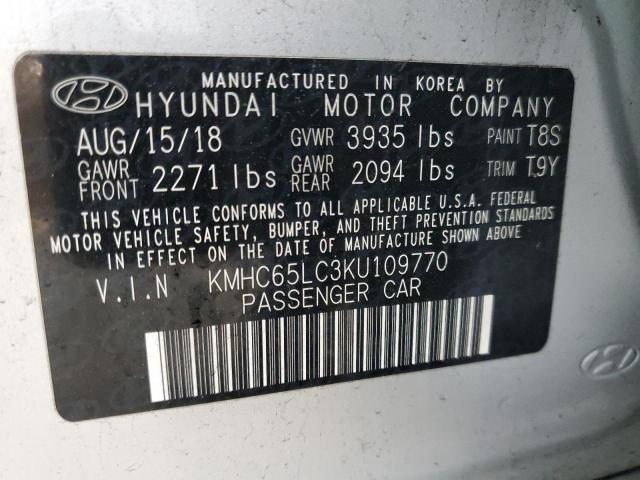 MANUFACTURED IN KOREA BY
HYUNDAI MOTOR COMPANY
AUG/15/18 GVWR 3935 lbs PAINT T8S
GAWR FRONT 2271 lbs GAWR REAR 2094 lbs TRIM T9Y
THIS VEHICLE CONFORMS TO ALL APPLICABLE U.S.A. FEDERAL
MOTOR VEHICLE SAFETY, BUMPER, AND THEFT PREVENTION STANDARDS
IN EFFECT ON THE DATE OF MANUFACTURE SHOWN ABOVE
V.I.N KMHC65LC3KU109770
PASSENGER CAR